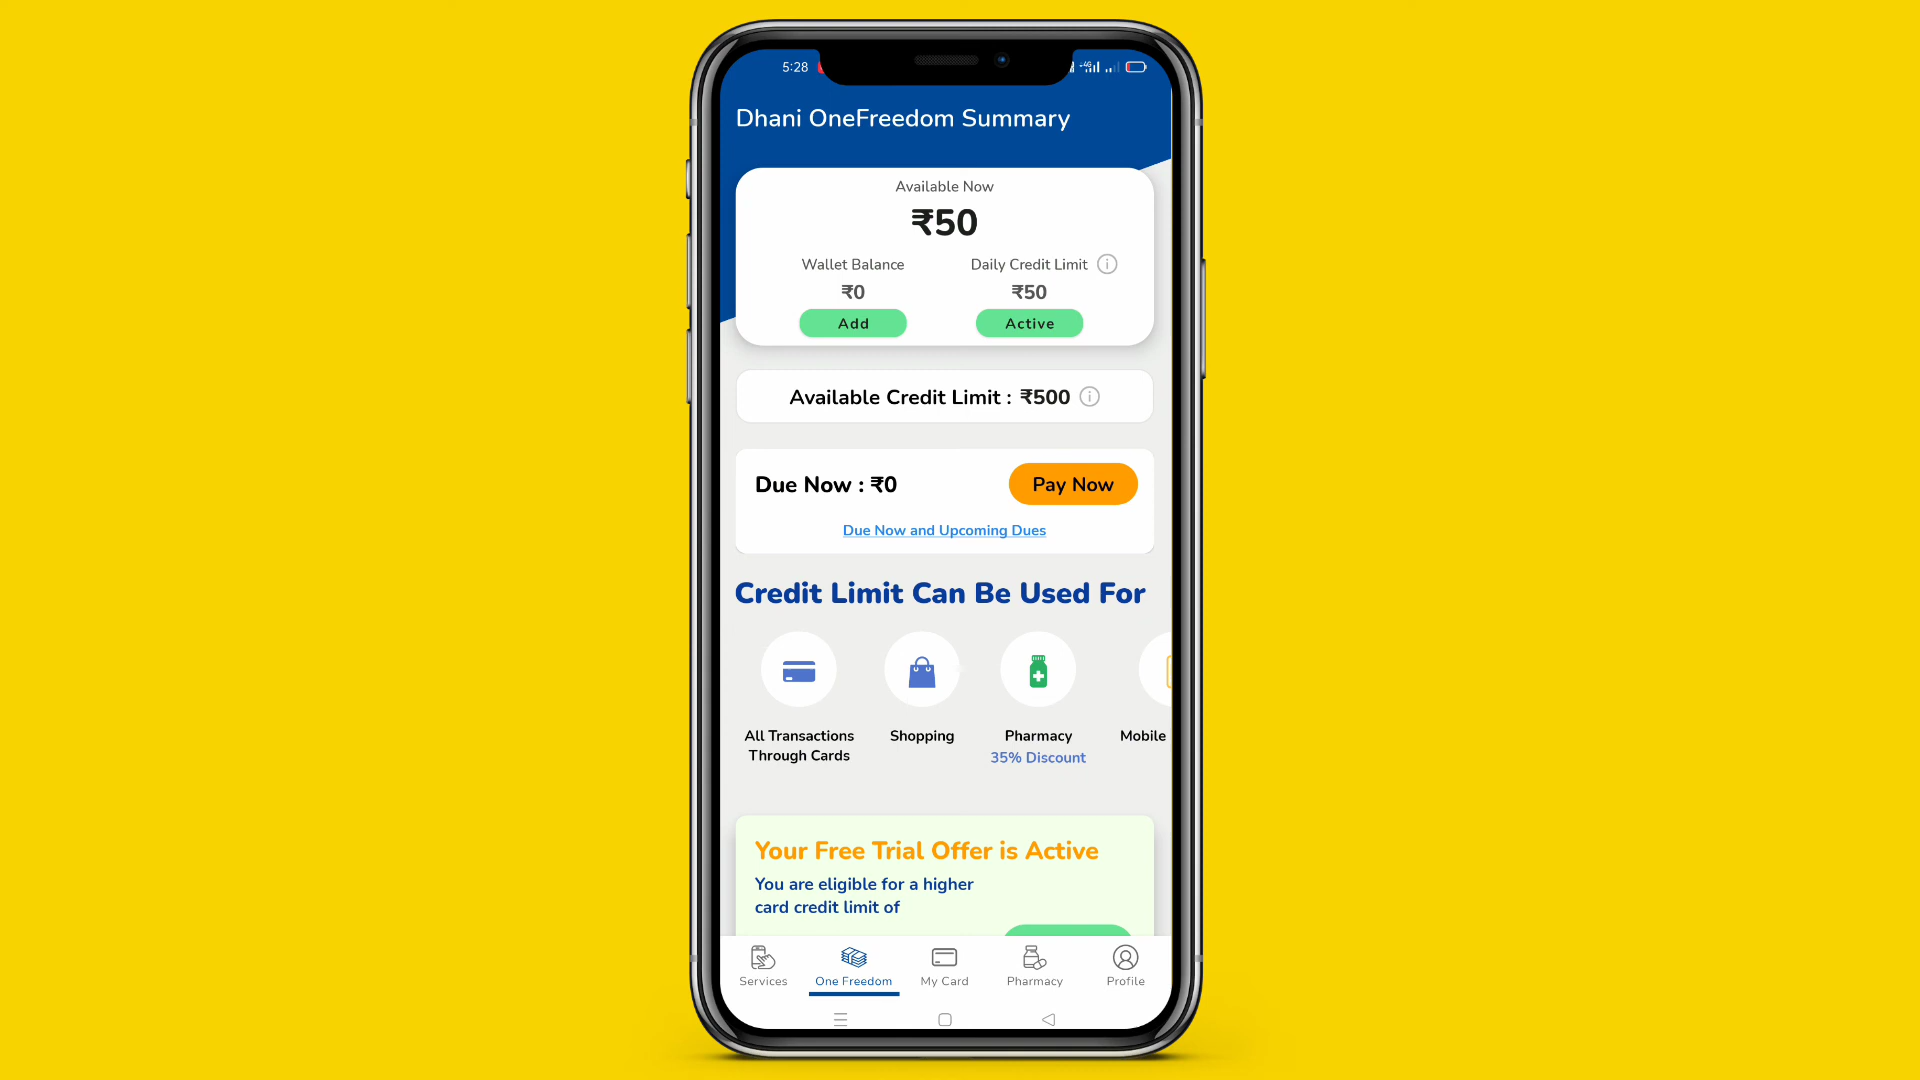 5:28
4G
Dhani OneFreedom Summary
Available Now
₹50
Wallet Balance
Daily Credit Limit
₹0
₹50
Add
Active
Available Credit Limit : ₹500
Due Now : ₹0
Pay Now
Due Now and Upcoming Dues
Credit Limit Can Be Used For
All Transactions
Through Cards
Shopping
Pharmacy
35% Discount
Mobile
Your Free Trial Offer is Active
You are eligible for a higher
card credit limit of
Services
One Freedom
My Card
Pharmacy
Profile